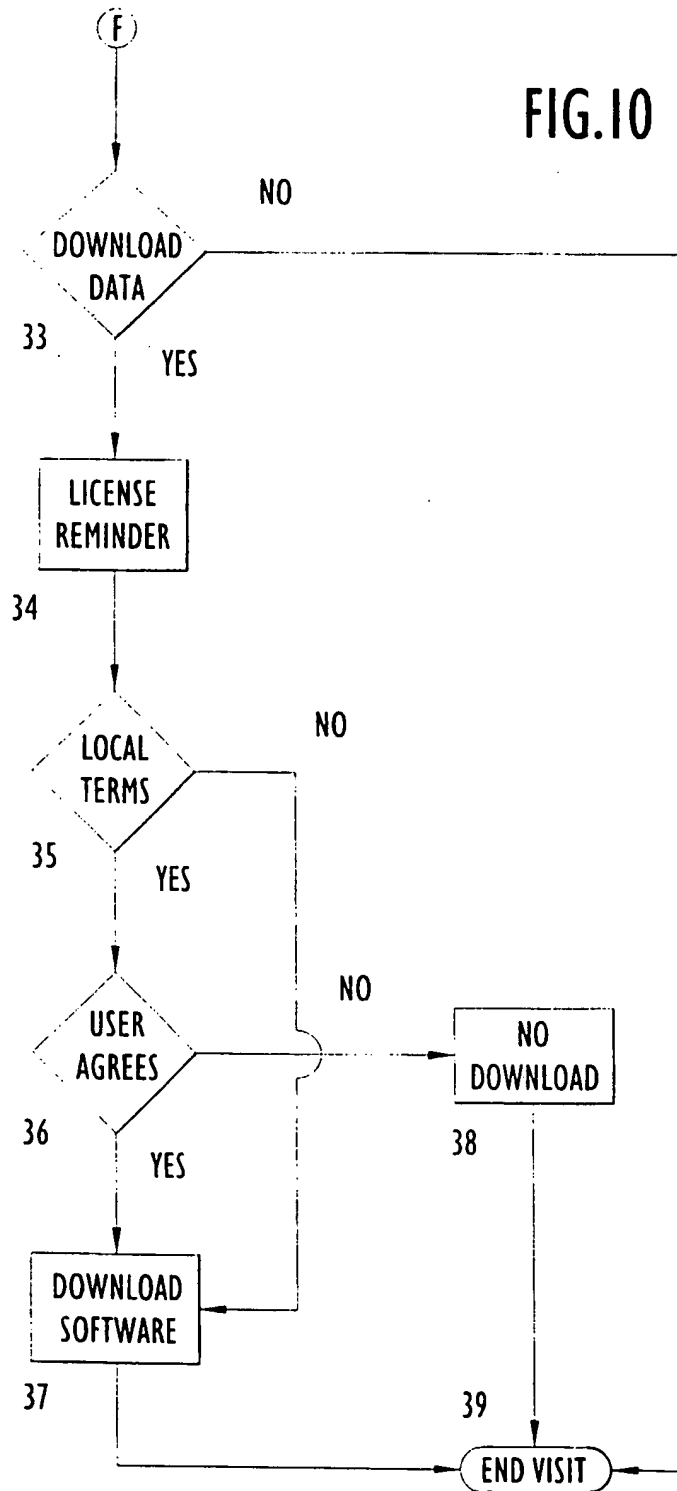 F
FIG.10
NO
DOWNLOAD
DATA
33
YES
LICENSE
REMINDER
34
NO
LOCAL
TERMS
35
YES
NO
USER
AGREES
NO
DOWNLOAD
36
38
YES
DOWNLOAD
SOFTWARE
37
39
END VISIT